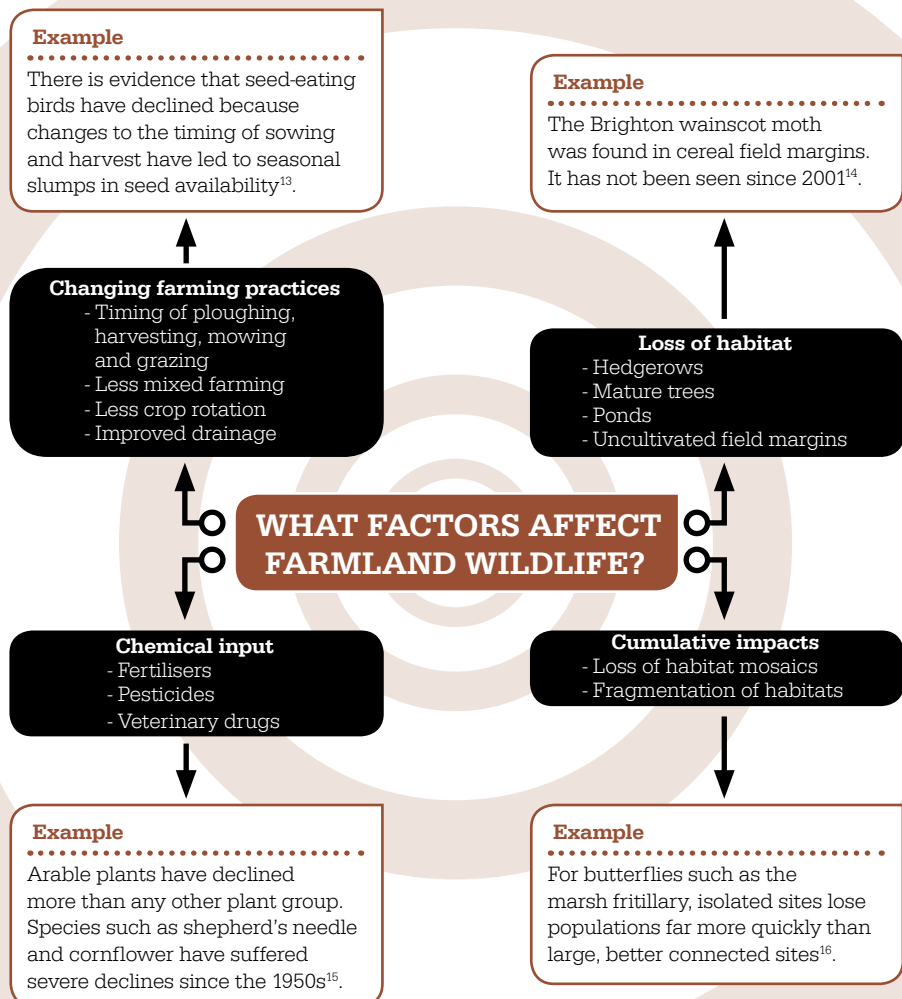 Example
There is evidence that seed-eating
birds have declined because
changes to the timing of sowing
and harvest have led to seasonal
slumps in seed availability¹³.
Example
The Brighton wainscot moth
was found in cereal field margins.
It has not been seen since 2001¹⁴.
Changing farming practices
- Timing of ploughing,
harvesting, mowing
and grazing
- Less mixed farming
- Less crop rotation
- Improved drainage
Loss of habitat
- Hedgerows
- Mature trees
- Ponds
- Uncultivated field margins
WHAT FACTORS AFFECT
FARMLAND WILDLIFE?
Chemical input
- Fertilisers
- Pesticides
- Veterinary drugs
Cumulative impacts
- Loss of habitat mosaics
- Fragmentation of habitats
Example
Arable plants have declined
more than any other plant group.
Species such as shepherd's needle
and cornflower have suffered
severe declines since the 1950s¹⁵.
Example
For butterflies such as the
marsh fritillary, isolated sites lose
populations far more quickly than
large, better connected sites¹⁶.